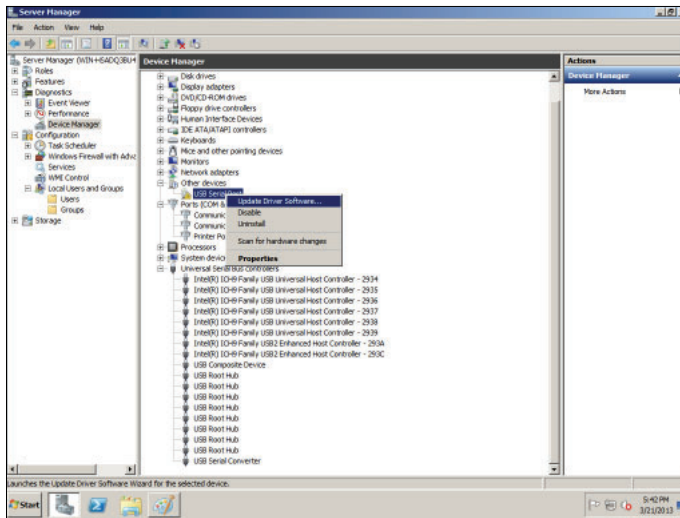 Server Manager
File Action View Help
Server Manager (WIN-H5ADQ3BU4
Roles
Features
Diagnostics
Event Viewer
Performance
Device Manager
Configuration
Task Scheduler
Windows Firewall with Adva
Services
WMI Control
Local Users and Groups
Users
Groups
Storage
Device Manager
Disk drives
Display adapters
DVD/CD-ROM drives
Floppy drive controllers
Human Interface Devices
IDE ATA/ATAPI controllers
Keyboards
Mice and other pointing devices
Monitors
Network adapters
Other devices
USB Serial Port
Ports (COM &
Communic
Communic
Printer Po
Processors
System devic
Universal Serial Bus controllers
Intel(R) ICH9 Family USB Universal Host Controller - 2934
Intel(R) ICH9 Family USB Universal Host Controller - 2935
Intel(R) ICH9 Family USB Universal Host Controller - 2936
Intel(R) ICH9 Family USB Universal Host Controller - 2937
Intel(R) ICH9 Family USB Universal Host Controller - 2938
Intel(R) ICH9 Family USB Universal Host Controller - 2939
Intel(R) ICH9 Family USB2 Enhanced Host Controller - 293A
Intel(R) ICH9 Family USB2 Enhanced Host Controller - 293C
USB Composite Device
USB Root Hub
USB Root Hub
USB Root Hub
USB Root Hub
USB Root Hub
USB Root Hub
USB Root Hub
USB Root Hub
USB Serial Converter
Update Driver Software...
Disable
Uninstall
Scan for hardware changes
Properties
Actions
Device Manager
More Actions
Launches the Update Driver Software Wizard for the selected device.
Start
5:42 PM
3/21/2013